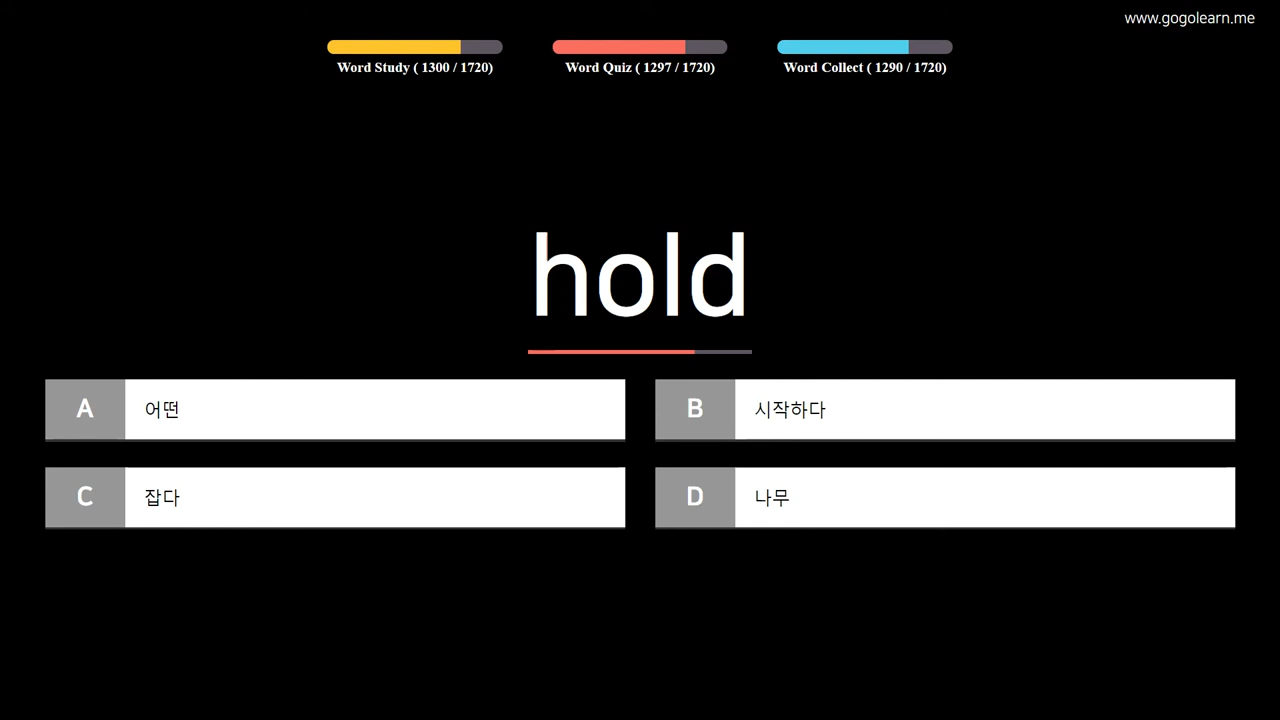 www.gogolearn.me
Word Study ( 1300 / 1720)
Word Quiz ( 1297 / 1720)
Word Collect ( 1290 / 1720)
hold
A 어떤
B 시작하다
C 잡다
D 나무